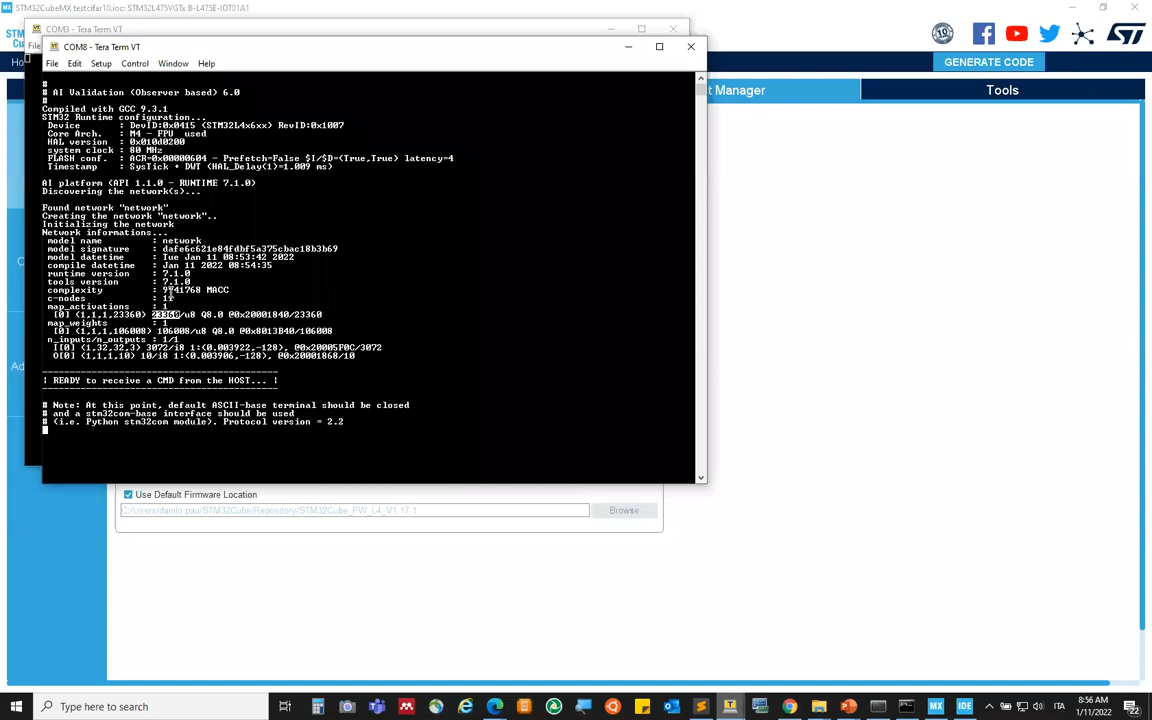 STM32CubeMX testcifar10.ioc: STM32L475VGTx B-L475E-IOT01A1
COM3 - Tera Term VT
File
COM8 - Tera Term VT
File Edit Setup Control Window Help
GENERATE CODE
t Manager
Tools
#
# AI Validation (Observer based) 6.0
#
Compiled with GCC 9.3.1
STM32 Runtime configuration...
Device : DevID:0x0415 (STM32L4x6xx) RevID:0x1007
Core Arch. : M4 - FPU used
HAL version : 0x010d0200
system clock : 80 MHz
FLASH conf. : ACR=0x00000604 - Prefetch=False $I/$D=(True,True) latency=4
Timestamp : SysTick + DWT (HAL_Delay(1)=1.009 ms)
AI platform (API 1.1.0 - RUNTIME 7.1.0)
Discovering the network(s)...
Found network "network"
Creating the network "network"..
Initializing the network
Network informations...
model name : network
model signature : dafe6c621e84fdbf5a375cbac18b3b69
model datetime : Tue Jan 11 08:53:42 2022
compile datetime : Jan 11 2022 08:54:35
runtime version : 7.1.0
tools version : 7.1.0
complexity : MACC
c-nodes :
map_activations : 1
[0] (1,1,1,23360) 23360/u8 Q8.0 @0x20001840/23360
map_weights : 1
[0] (1,1,1,106008) 106008/u8 Q8.0 @0x8013B40/106008
n_inputs/n_outputs : 1/1
I[0] (1,32,32,3) 3072/i8 1:(0.003922,-128), @0x20005F0C/3072
O[0] (1,1,1,10) 10/i8 1:(0.003906,-128), @0x20001868/10
-------------------------------------------
! READY to receive a CMD from the HOST... !
-------------------------------------------
# Note: At this point, default ASCII-base terminal should be closed
# and a stm32com-base interface should be used
# (i.e. Python stm32com module). Protocol version = 2.2
Use Default Firmware Location
C:/Users/danilo pau/STM32Cube/Repository/STM32Cube_FW_L4_V1.17.1
Browse
Type here to search
ITA
8:56 AM
1/11/2022
22